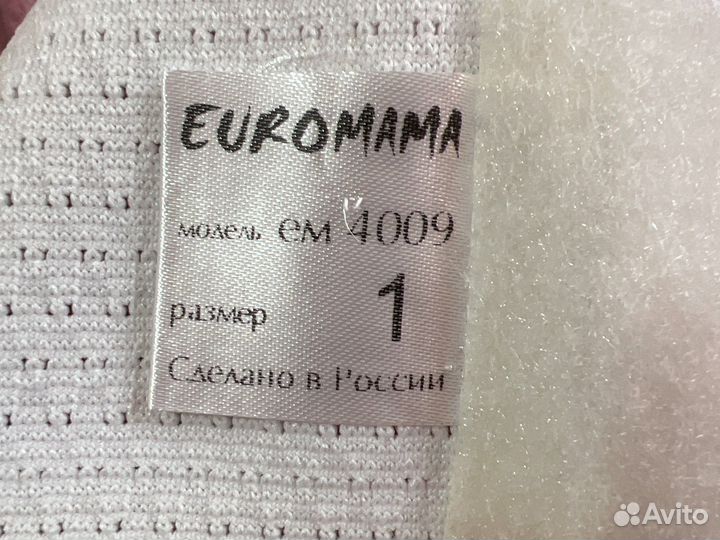 EUROMAMA
модель ем 4009
размер 1
Сделано в России
Avito